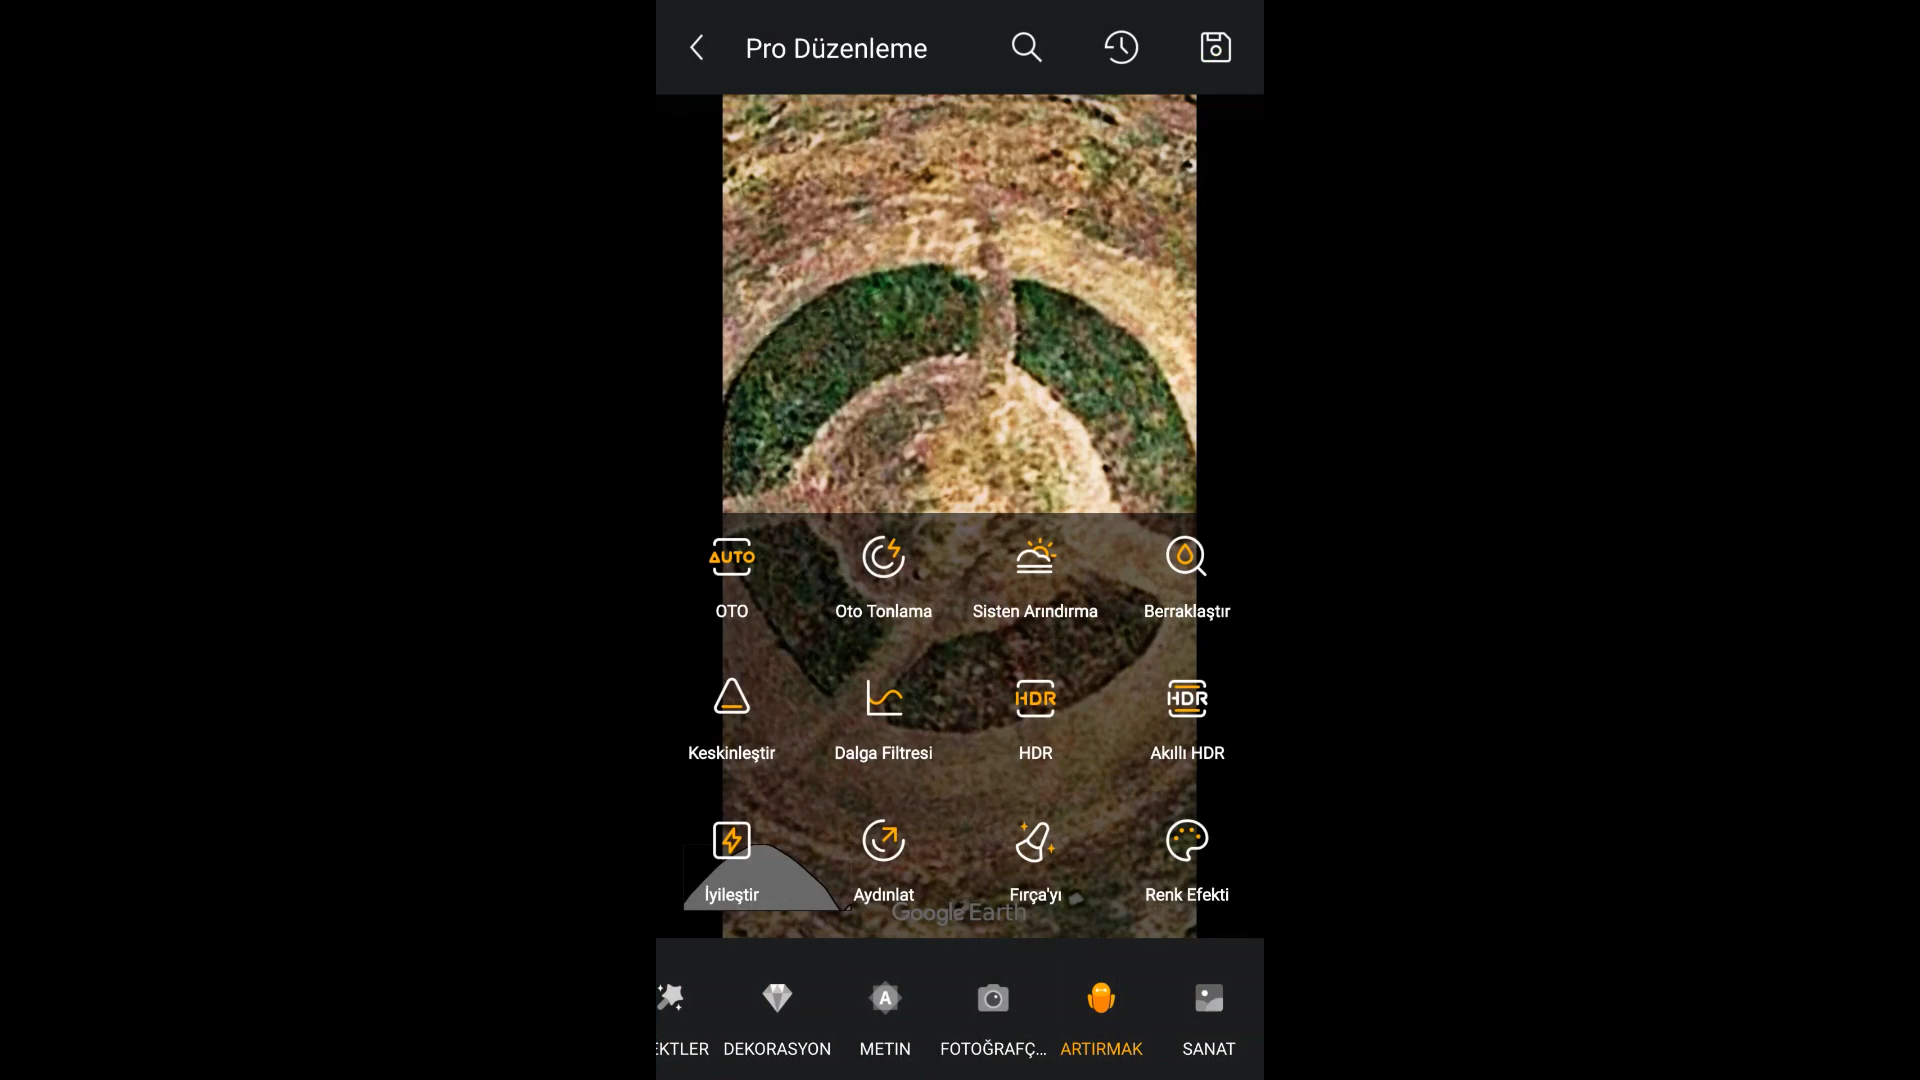 Pro Düzenleme
AUTO
OTO
Oto Tonlama
Sisten Arındırma
Berraklaştır
Keskinleştir
Dalga Filtresi
HDR
HDR
HDR
Akıllı HDR
İyileştir
Aydınlat
Fırça'yı
Renk Efekti
Google Earth
EKTLER
DEKORASYON
A
METIN
FOTOĞRAFÇ...
ARTIRMAK
SANAT